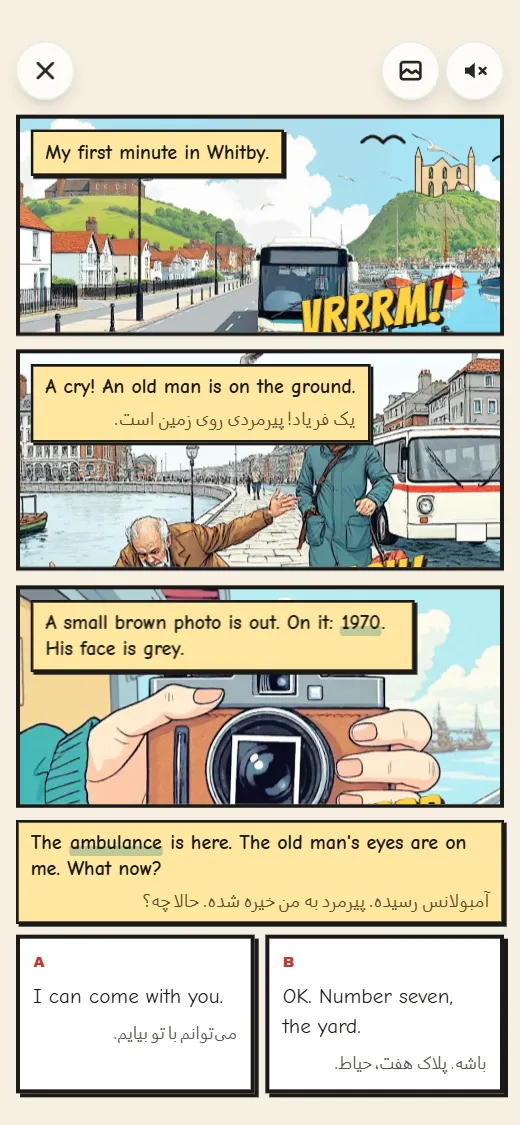 My first minute in Whitby.
VRRRM!
A cry! An old man is on the ground.
یک فریاد! پیرمردی روی زمین است.
A small brown photo is out. On it: 1970.
His face is grey.
The ambulance is here. The old man's eyes are on
me. What now?
آمبولانس رسیده. پیرمرد به من خیره شده. حالا چه؟
A
I can come with you.
می‌توانم با تو بیایم.
B
OK. Number seven,
the yard.
باشه. پلاک هفت، حیاط.